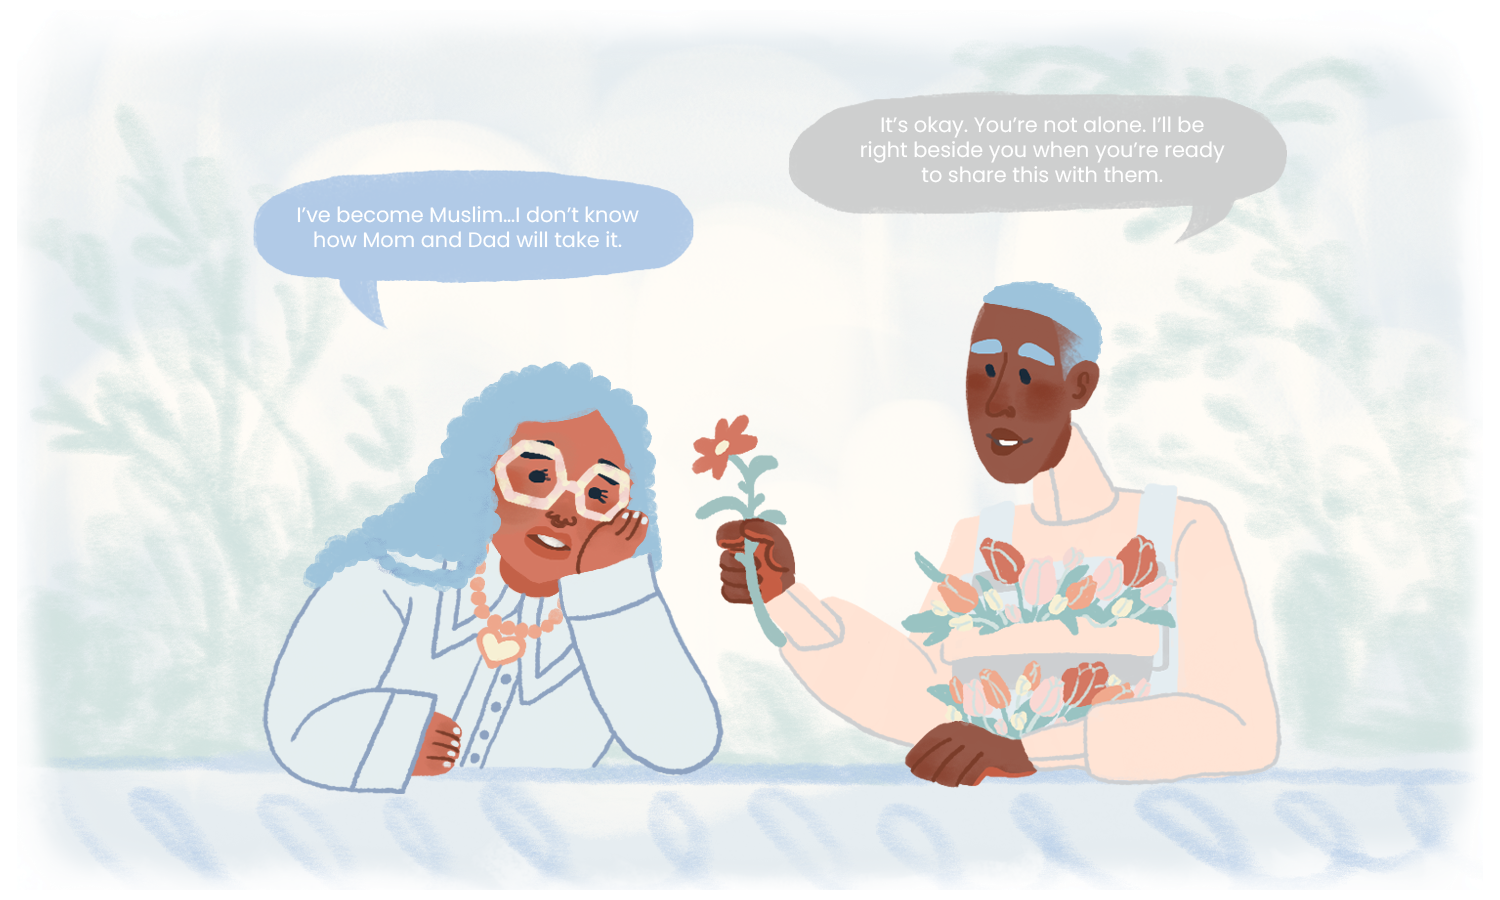 I’ve become Muslim...I don’t know
how Mom and Dad will take it.
It’s okay. You’re not alone. I’ll be
right beside you when you’re ready
to share this with them.